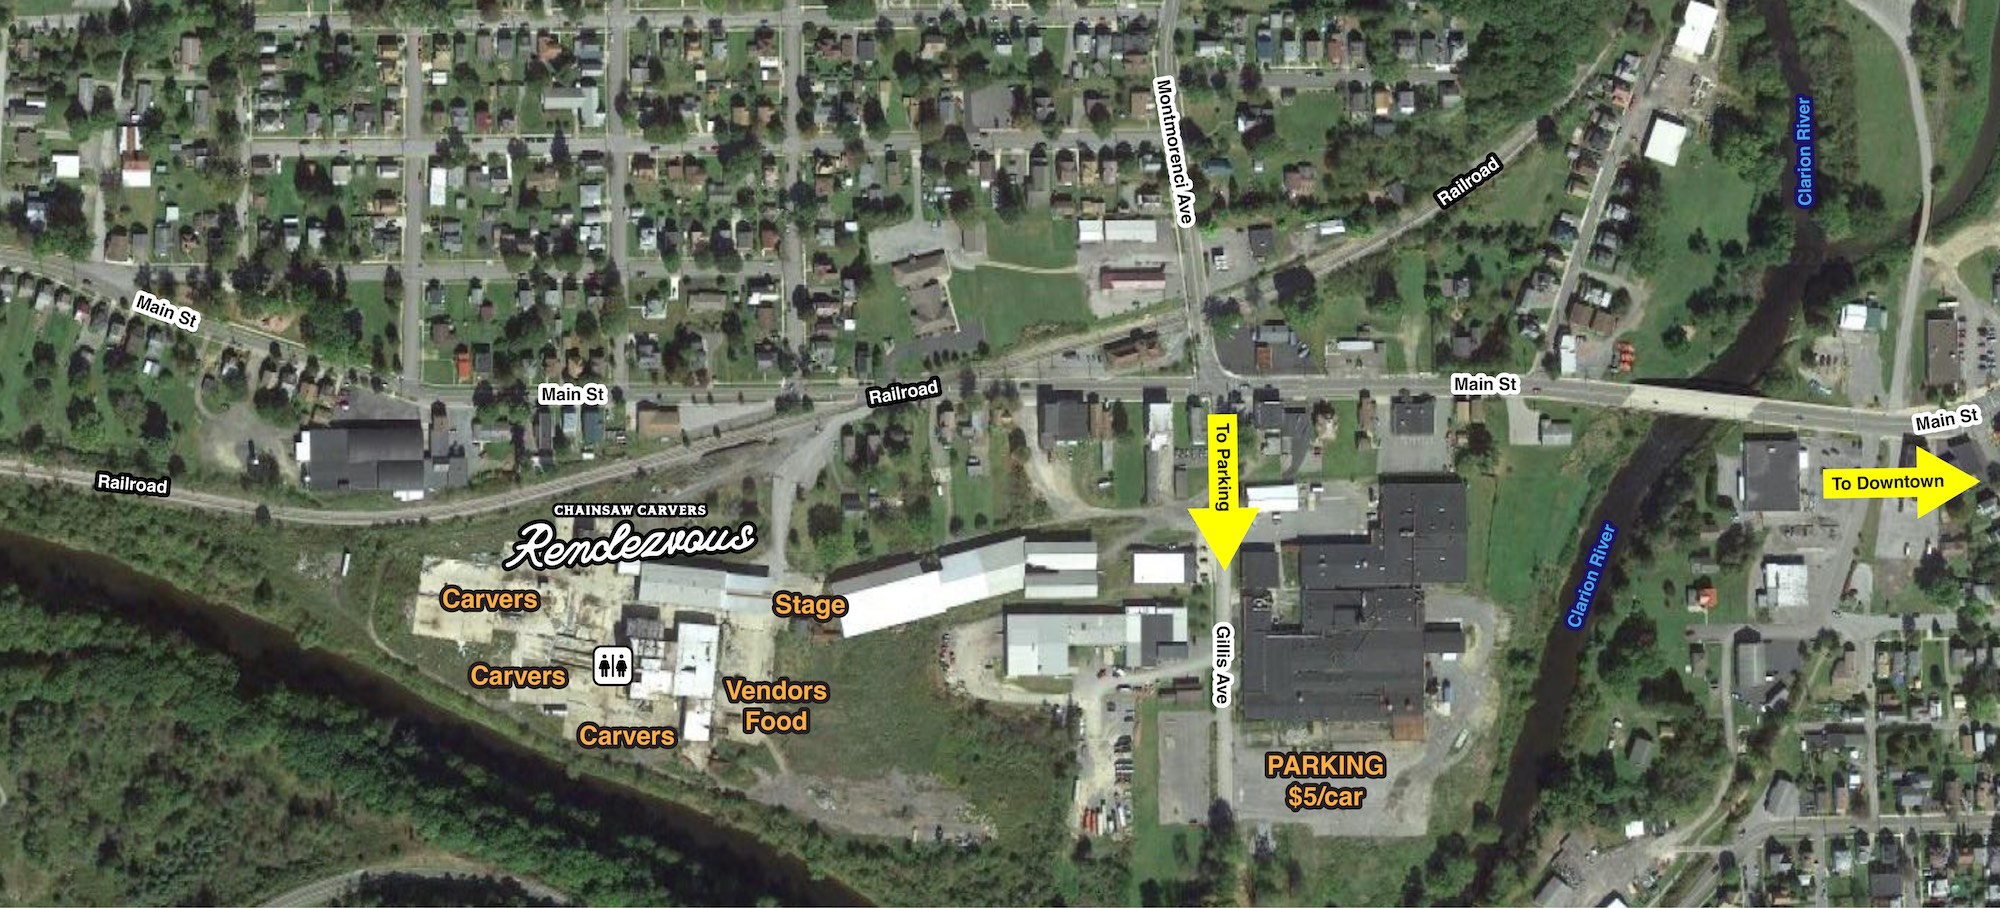 Montmorenci Ave
Railroad
Clarion River
Main St
Main St
Railroad
Main St
Main St
Railroad
To Parking
To Downtown
CHAINSAW CARVERS
Rendezvous
Carvers
Stage
Clarion River
Carvers
Vendors
Food
Gillis Ave
Carvers
PARKING
$5/car